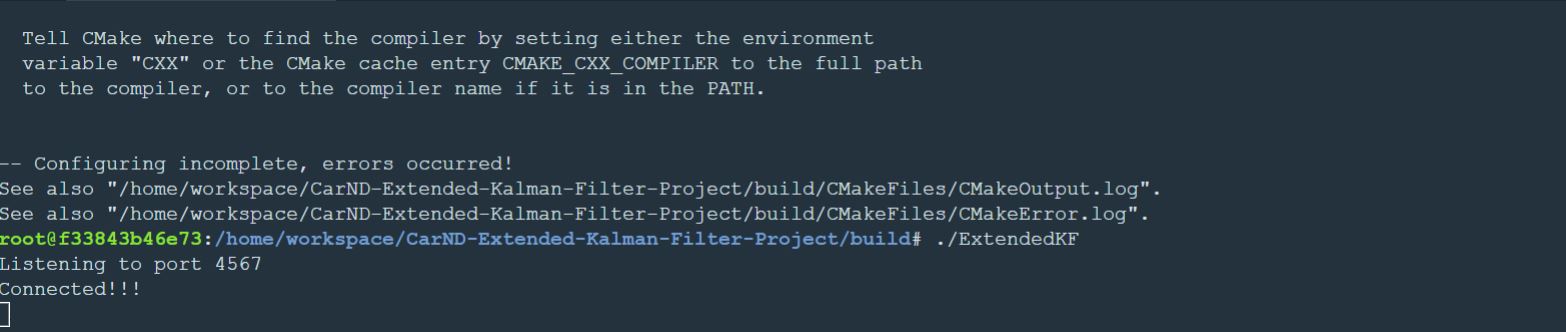 Tell CMake where to find the compiler by setting either the environment
variable "CXX" or the CMake cache entry CMAKE_CXX_COMPILER to the full path
to the compiler, or to the compiler name if it is in the PATH.
-- Configuring incomplete, errors occurred!
See also "/home/workspace/CarND-Extended-Kalman-Filter-Project/build/CMakeFiles/CMakeOutput.log".
See also "/home/workspace/CarND-Extended-Kalman-Filter-Project/build/CMakeFiles/CMakeError.log".
root@f33843b46e73:/home/workspace/CarND-Extended-Kalman-Filter-Project/build# ./ExtendedKF
Listening to port 4567
Connected!!!